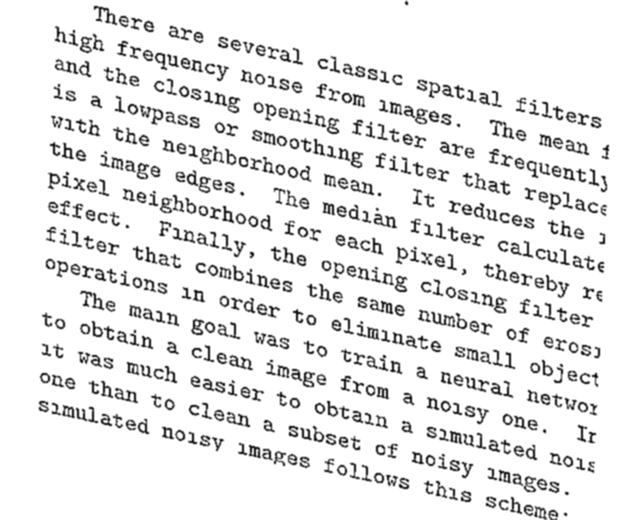 There are several classic spatial filters
high frequency noise from images. The mean f
and the closing opening filter are frequently
is a lowpass or smoothing filter that replace
with the neighborhood mean. It reduces the i
the image edges. The median filter calculate
pixel neighborhood for each pixel, thereby re
effect. Finally, the opening closing filter
filter that combines the same number of erosi
operations in order to eliminate small object
The main goal was to train a neural networ
to obtain a clean image from a noisy one. In
it was much easier to obtain a simulated nois
one than to clean a subset of noisy images.
simulated noisy images follows this scheme: